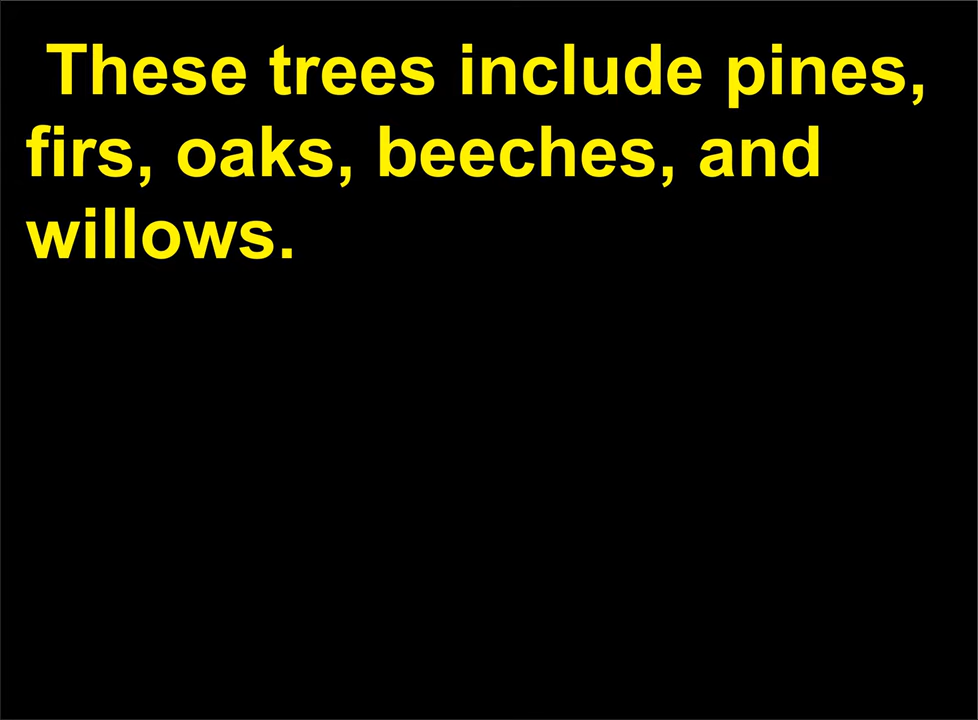 These trees include pines,
firs, oaks, beeches, and
willows.